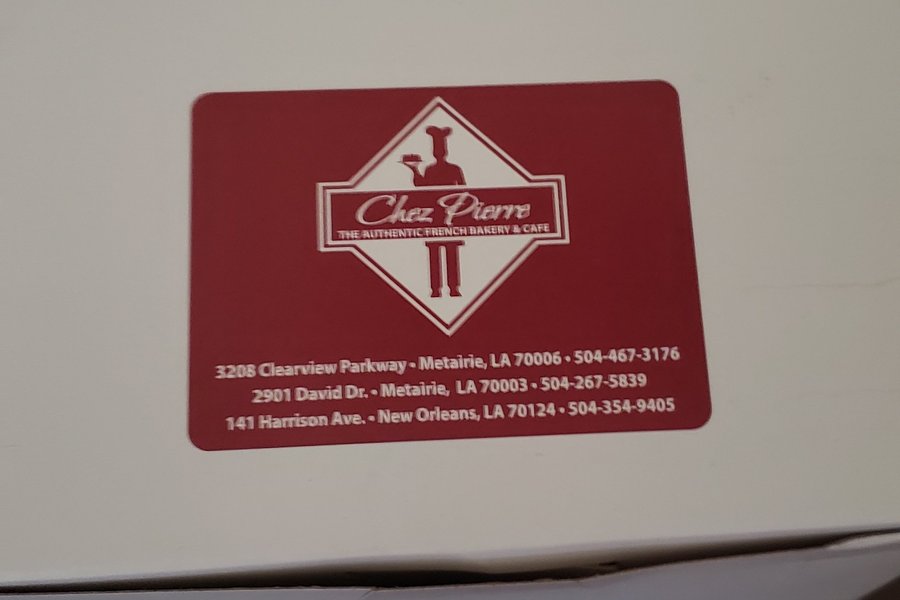 Chez Pierre
THE AUTHENTIC FRENCH BAKERY & CAFE
3208 Clearview Parkway • Metairie, LA 70006 • 504-467-3176
2901 David Dr. • Metairie, LA 70003 • 504-267-5839
141 Harrison Ave. • New Orleans, LA 70124 • 504-354-9405